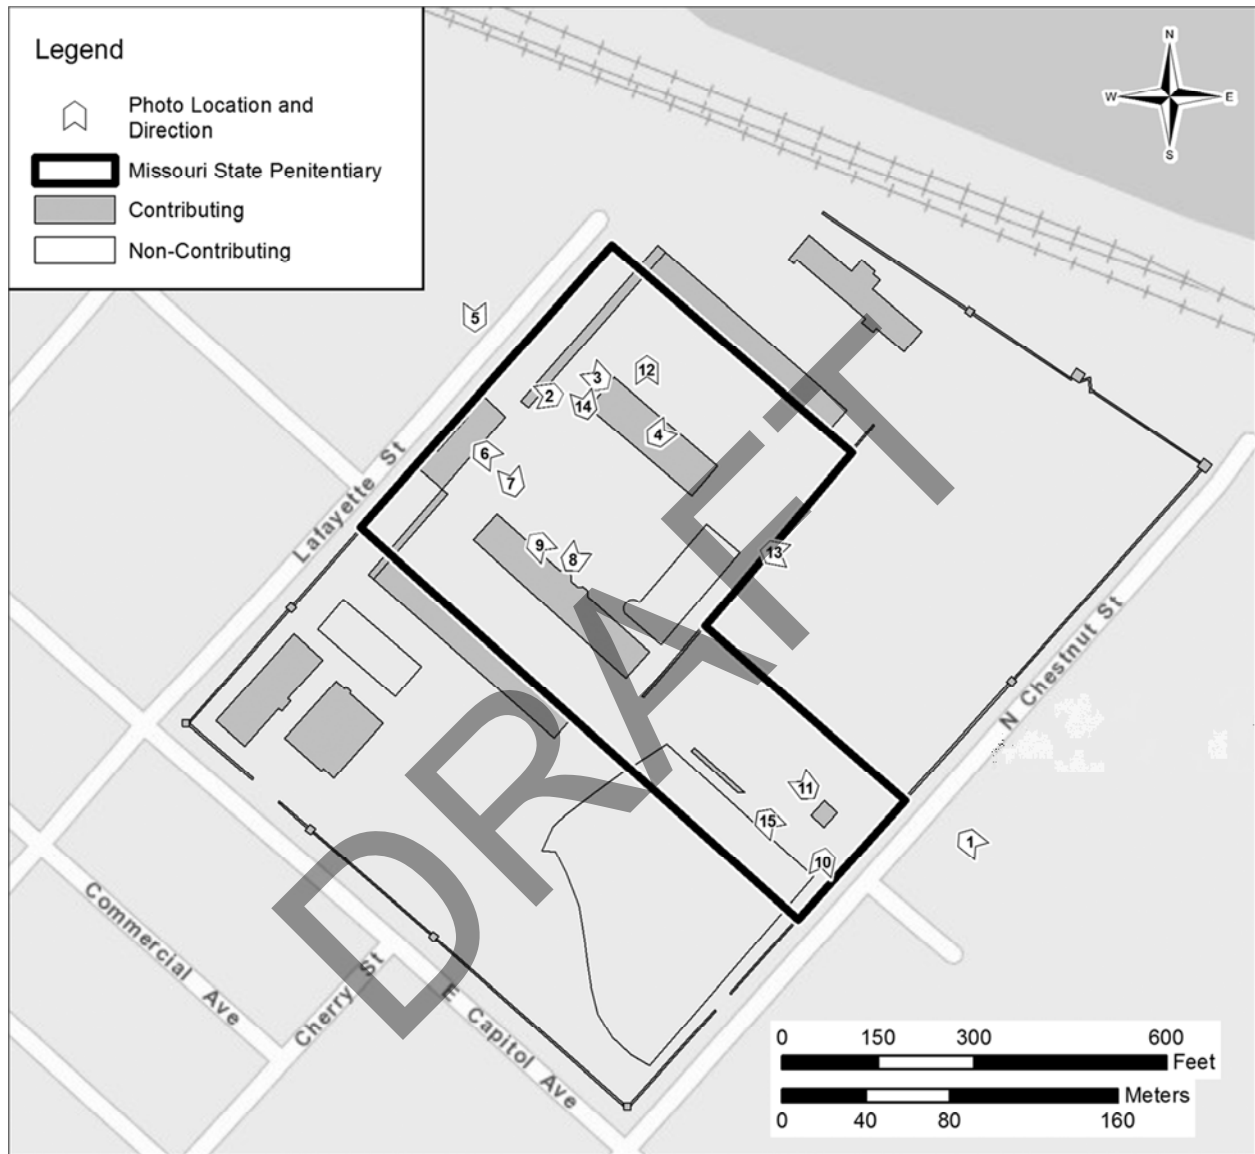 Legend
Photo Location and
Direction
Missouri State Penitentiary
Contributing
Non-Contributing
N
W E
S
5
12
3
2
14
4
6
7
9
8
13
Lafayette St
N Chestnut St
11
15
10
1
DRAFT
Commercial Ave
Cherry St
E Capitol Ave
0 150 300 600
Feet
Meters
0 40 80 160